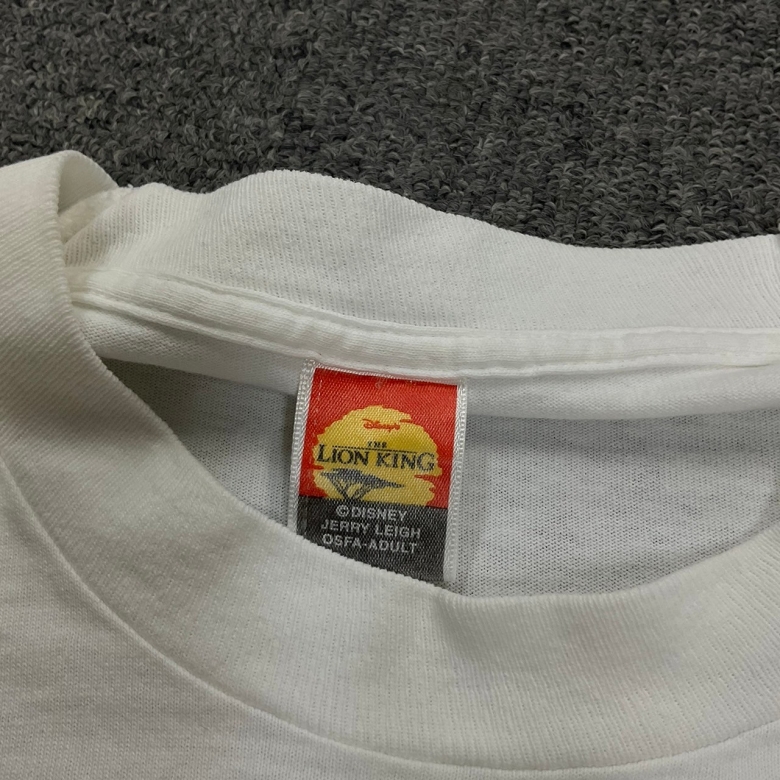 Disney's
THE
LION KING
©DISNEY
JERRY LEIGH
OSFA-ADULT